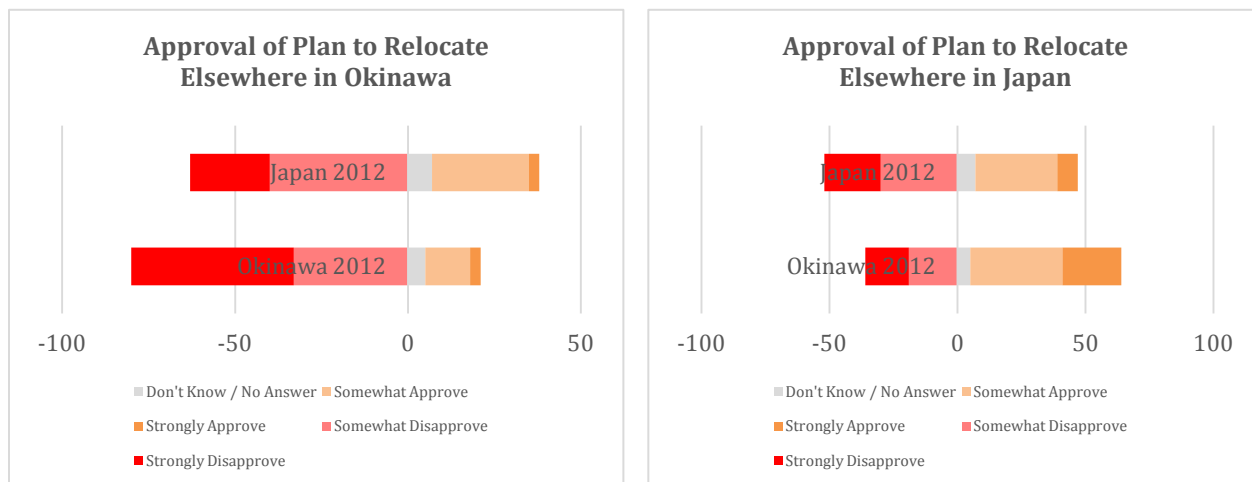 Approval of Plan to Relocate
Elsewhere in Okinawa
Japan 2012
Okinawa 2012
-100 -50 0 50
Don't Know / No Answer Somewhat Approve
Strongly Approve Somewhat Disapprove
Strongly Disapprove
Approval of Plan to Relocate
Elsewhere in Japan
Japan 2012
Okinawa 2012
-100 -50 0 50 100
Don't Know / No Answer Somewhat Approve
Strongly Approve Somewhat Disapprove
Strongly Disapprove